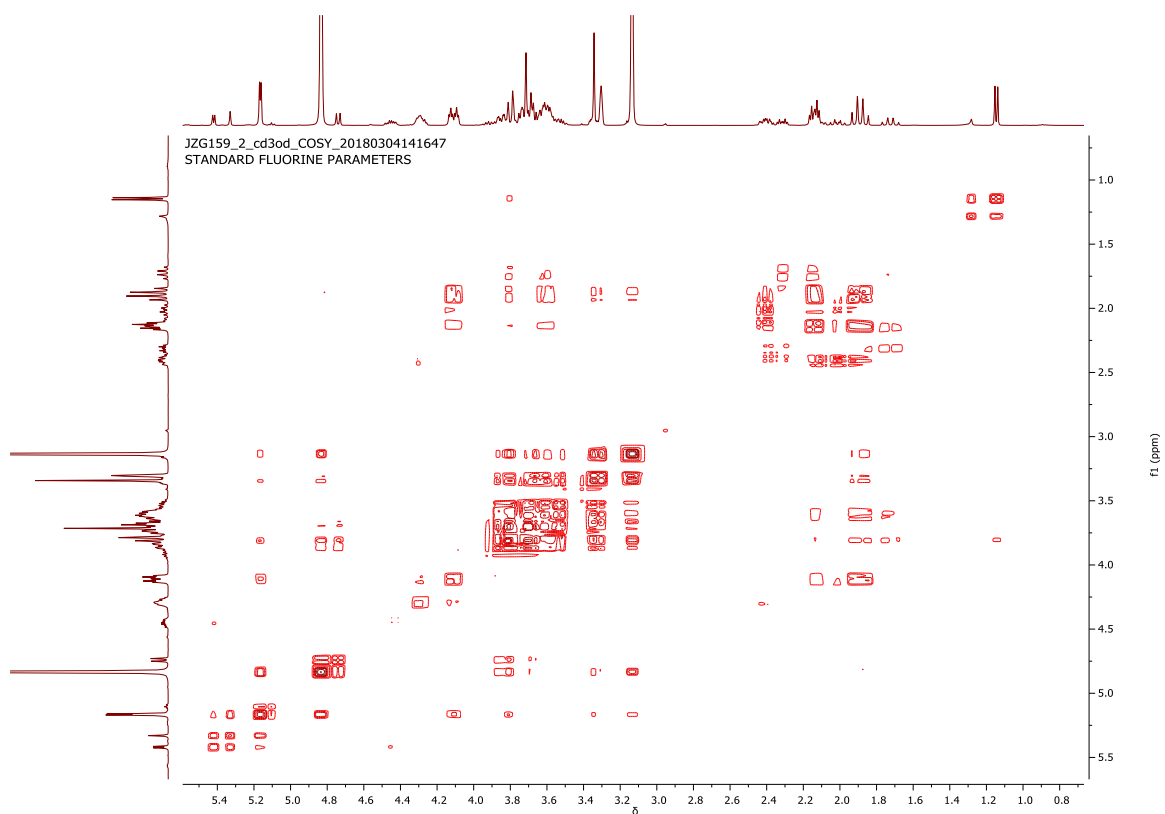 JZG159_2_cd3od_COSY_20180304141647
STANDARD FLUORINE PARAMETERS
1.0
1.5
2.0
2.5
3.0
3.5
4.0
4.5
5.0
5.5
f1 (ppm)
5.4 5.2 5.0 4.8 4.6 4.4 4.2 4.0 3.8 3.6 3.4 3.2 3.0 2.8 2.6 2.4 2.2 2.0 1.8 1.6 1.4 1.2 1.0 0.8
δ